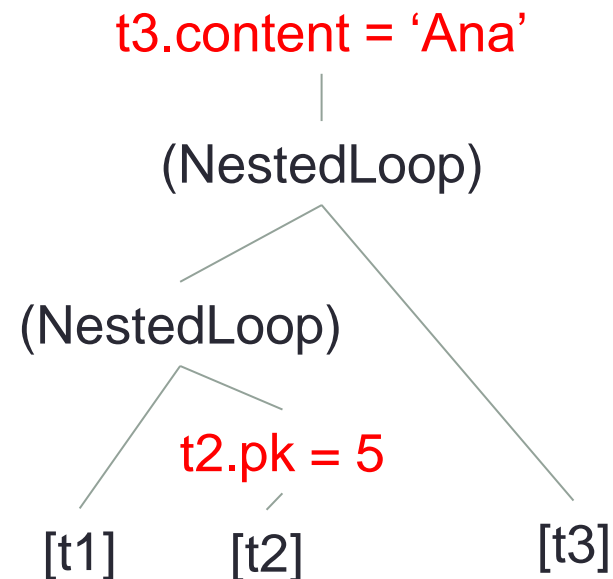 t3.content = ‘Ana’
(NestedLoop)
(NestedLoop)
t2.pk = 5
[t1] [t2] [t3]